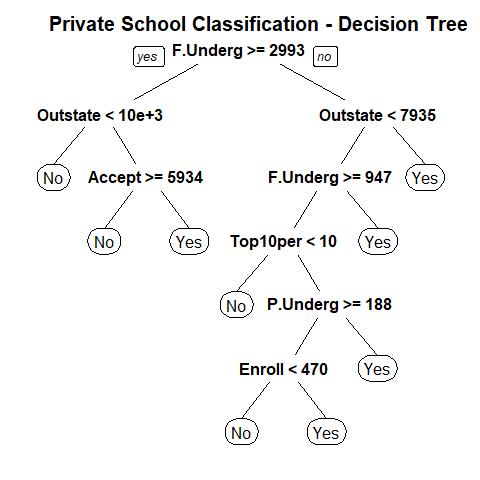 Private School Classification - Decision Tree
yes F.Underg >= 2993 no
Outstate < 10e+3 Outstate < 7935
No Accept >= 5934 F.Underg >= 947 Yes
No Yes Top10per < 10 Yes
No P.Underg >= 188
Enroll < 470 Yes
No Yes